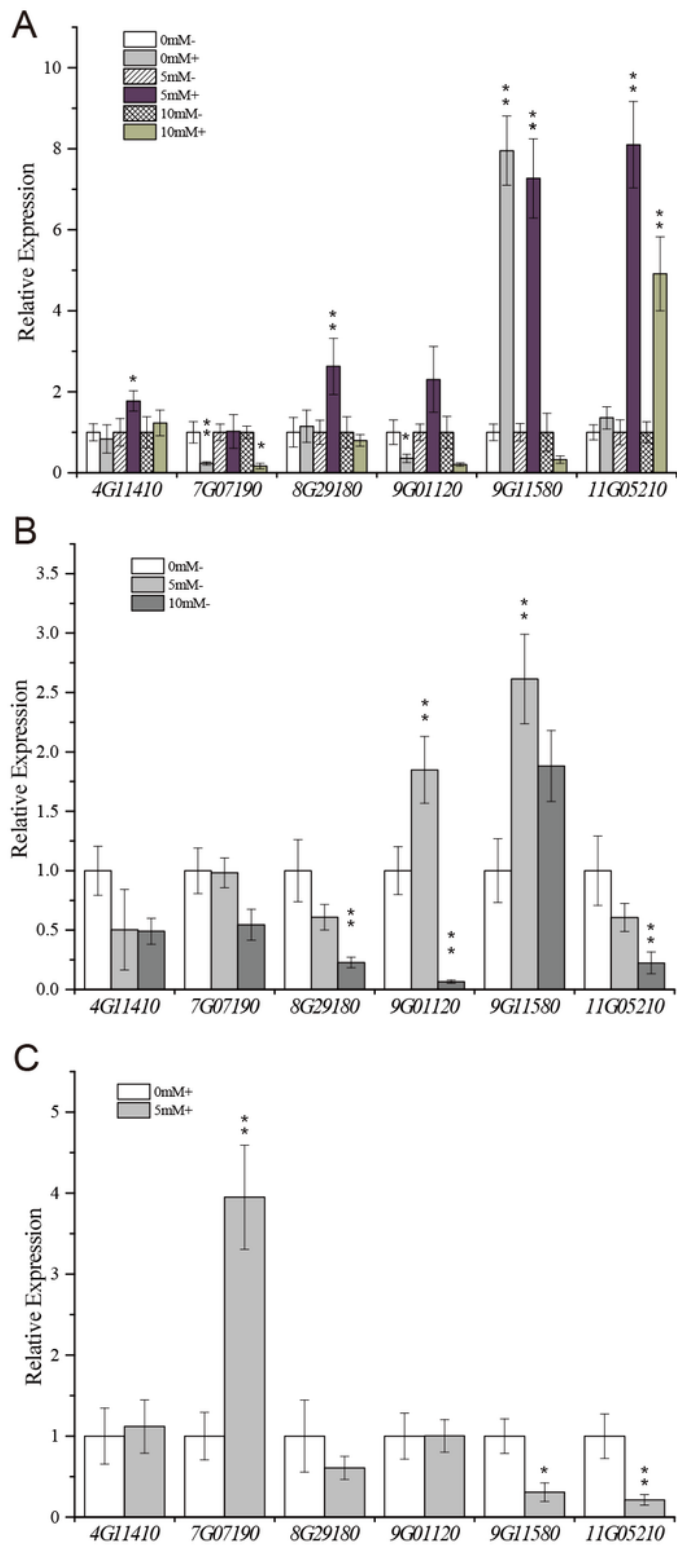 A
0mM-
0mM+
5mM-
5mM+
10mM-
10mM+
Relative Expression
10
8
6
4
2
0
* * * * * * * * * * * * * *
4G11410 7G07190 8G29180 9G01120 9G11580 11G05210
B
0mM-
5mM-
10mM-
Relative Expression
3.5
3.0
2.5
2.0
1.5
1.0
0.5
0.0
* * * * * * * * * *
4G11410 7G07190 8G29180 9G01120 9G11580 11G05210
C
0mM+
5mM+
Relative Expression
5
4
3
2
1
0
* * * * *
4G11410 7G07190 8G29180 9G01120 9G11580 11G05210